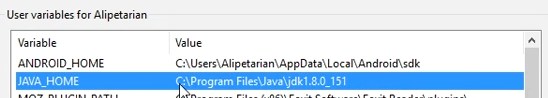 User variables for Alipetarian
Variable Value
ANDROID_HOME C:\Users\Alipetarian\AppData\Local\Android\sdk
JAVA_HOME C:\Program Files\Java\jdk1.8.0_151